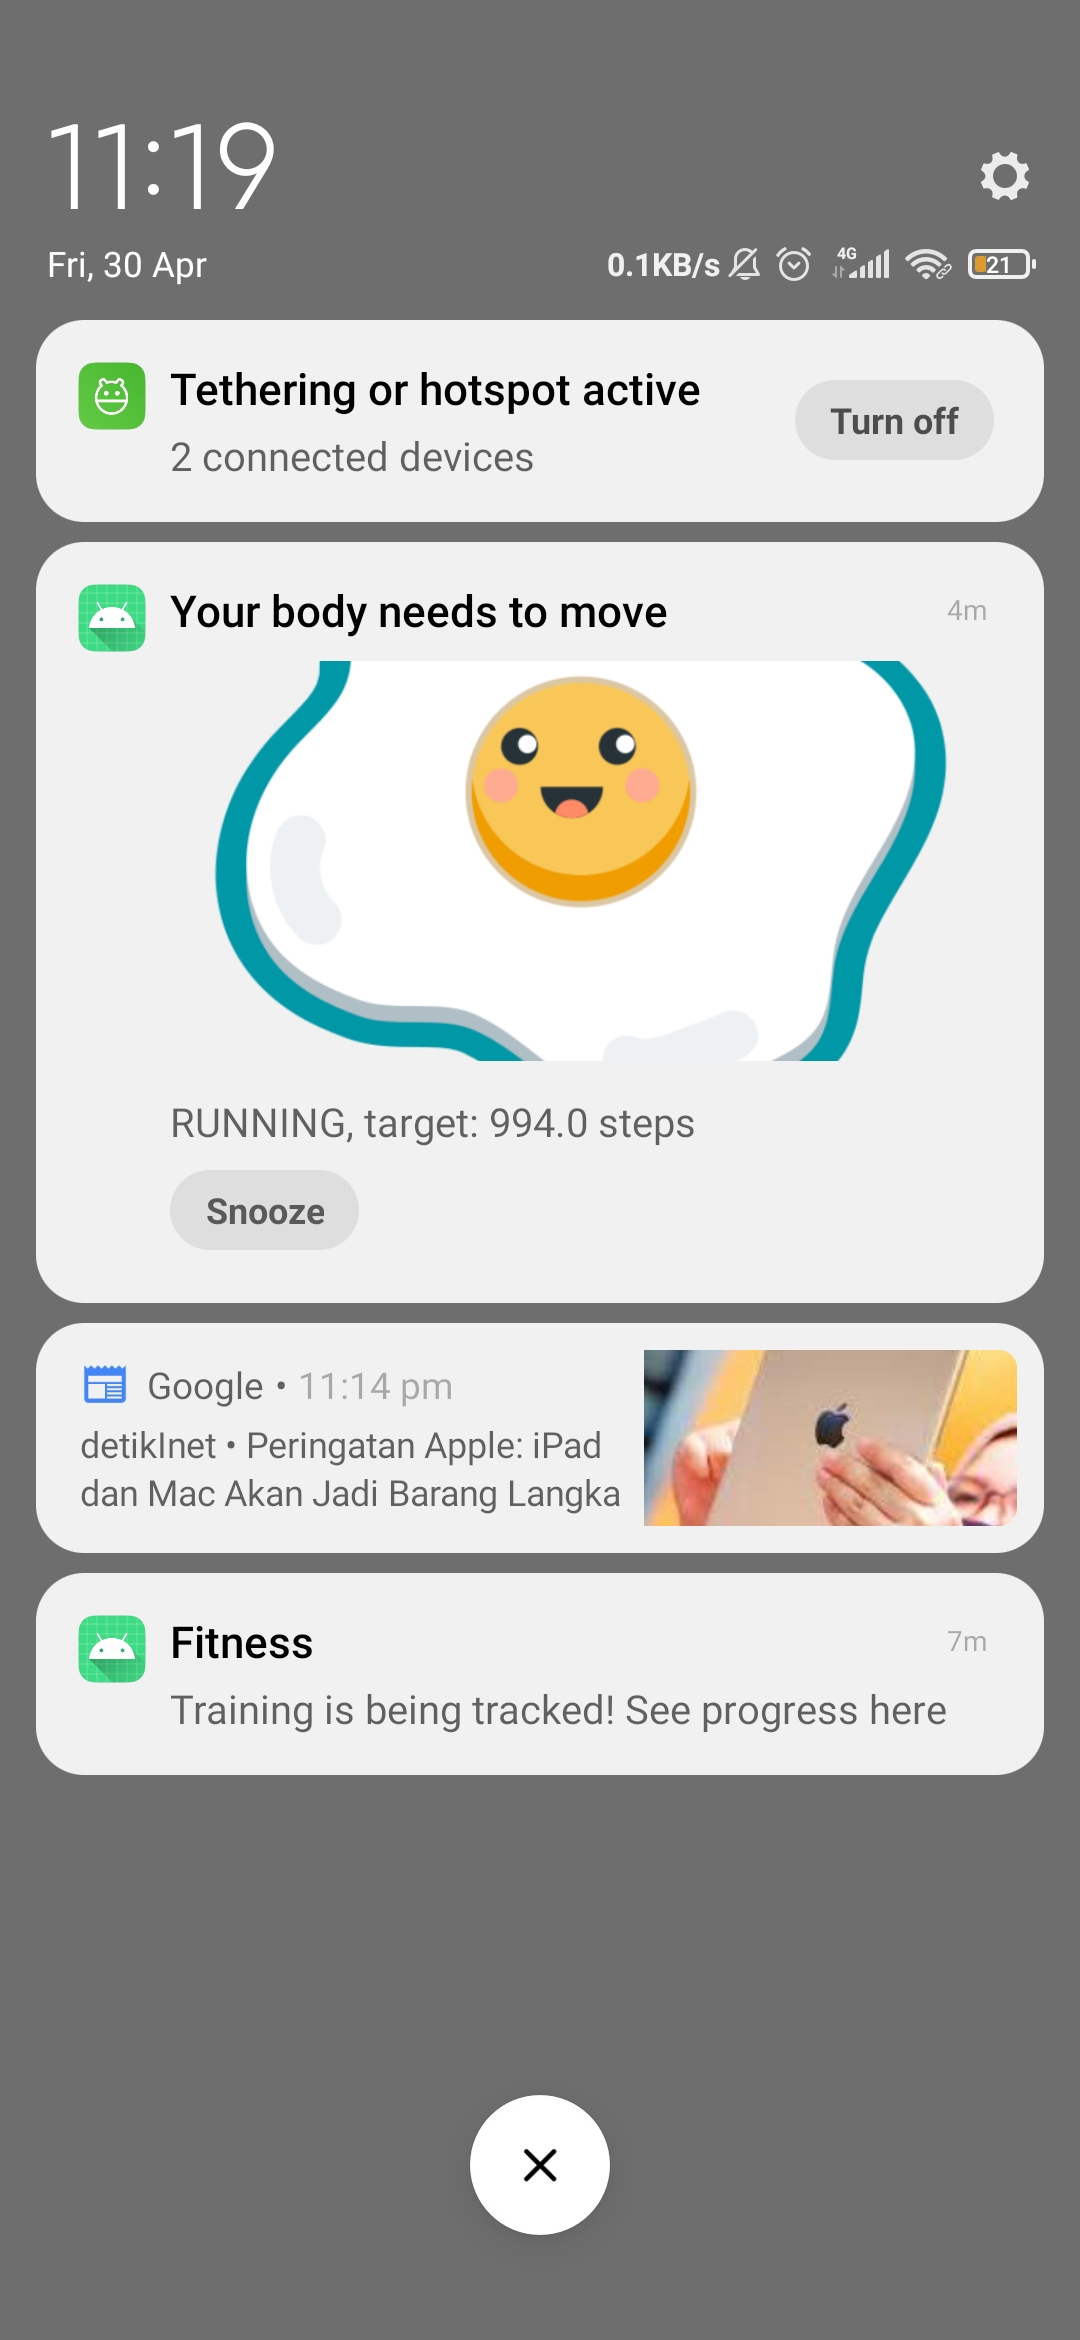 11:19
Fri, 30 Apr
0.1KB/s 4G 21
Tethering or hotspot active
2 connected devices
Turn off
Your body needs to move
4m
RUNNING, target: 994.0 steps
Snooze
Google • 11:14 pm
detikInet • Peringatan Apple: iPad
dan Mac Akan Jadi Barang Langka
Fitness
7m
Training is being tracked! See progress here